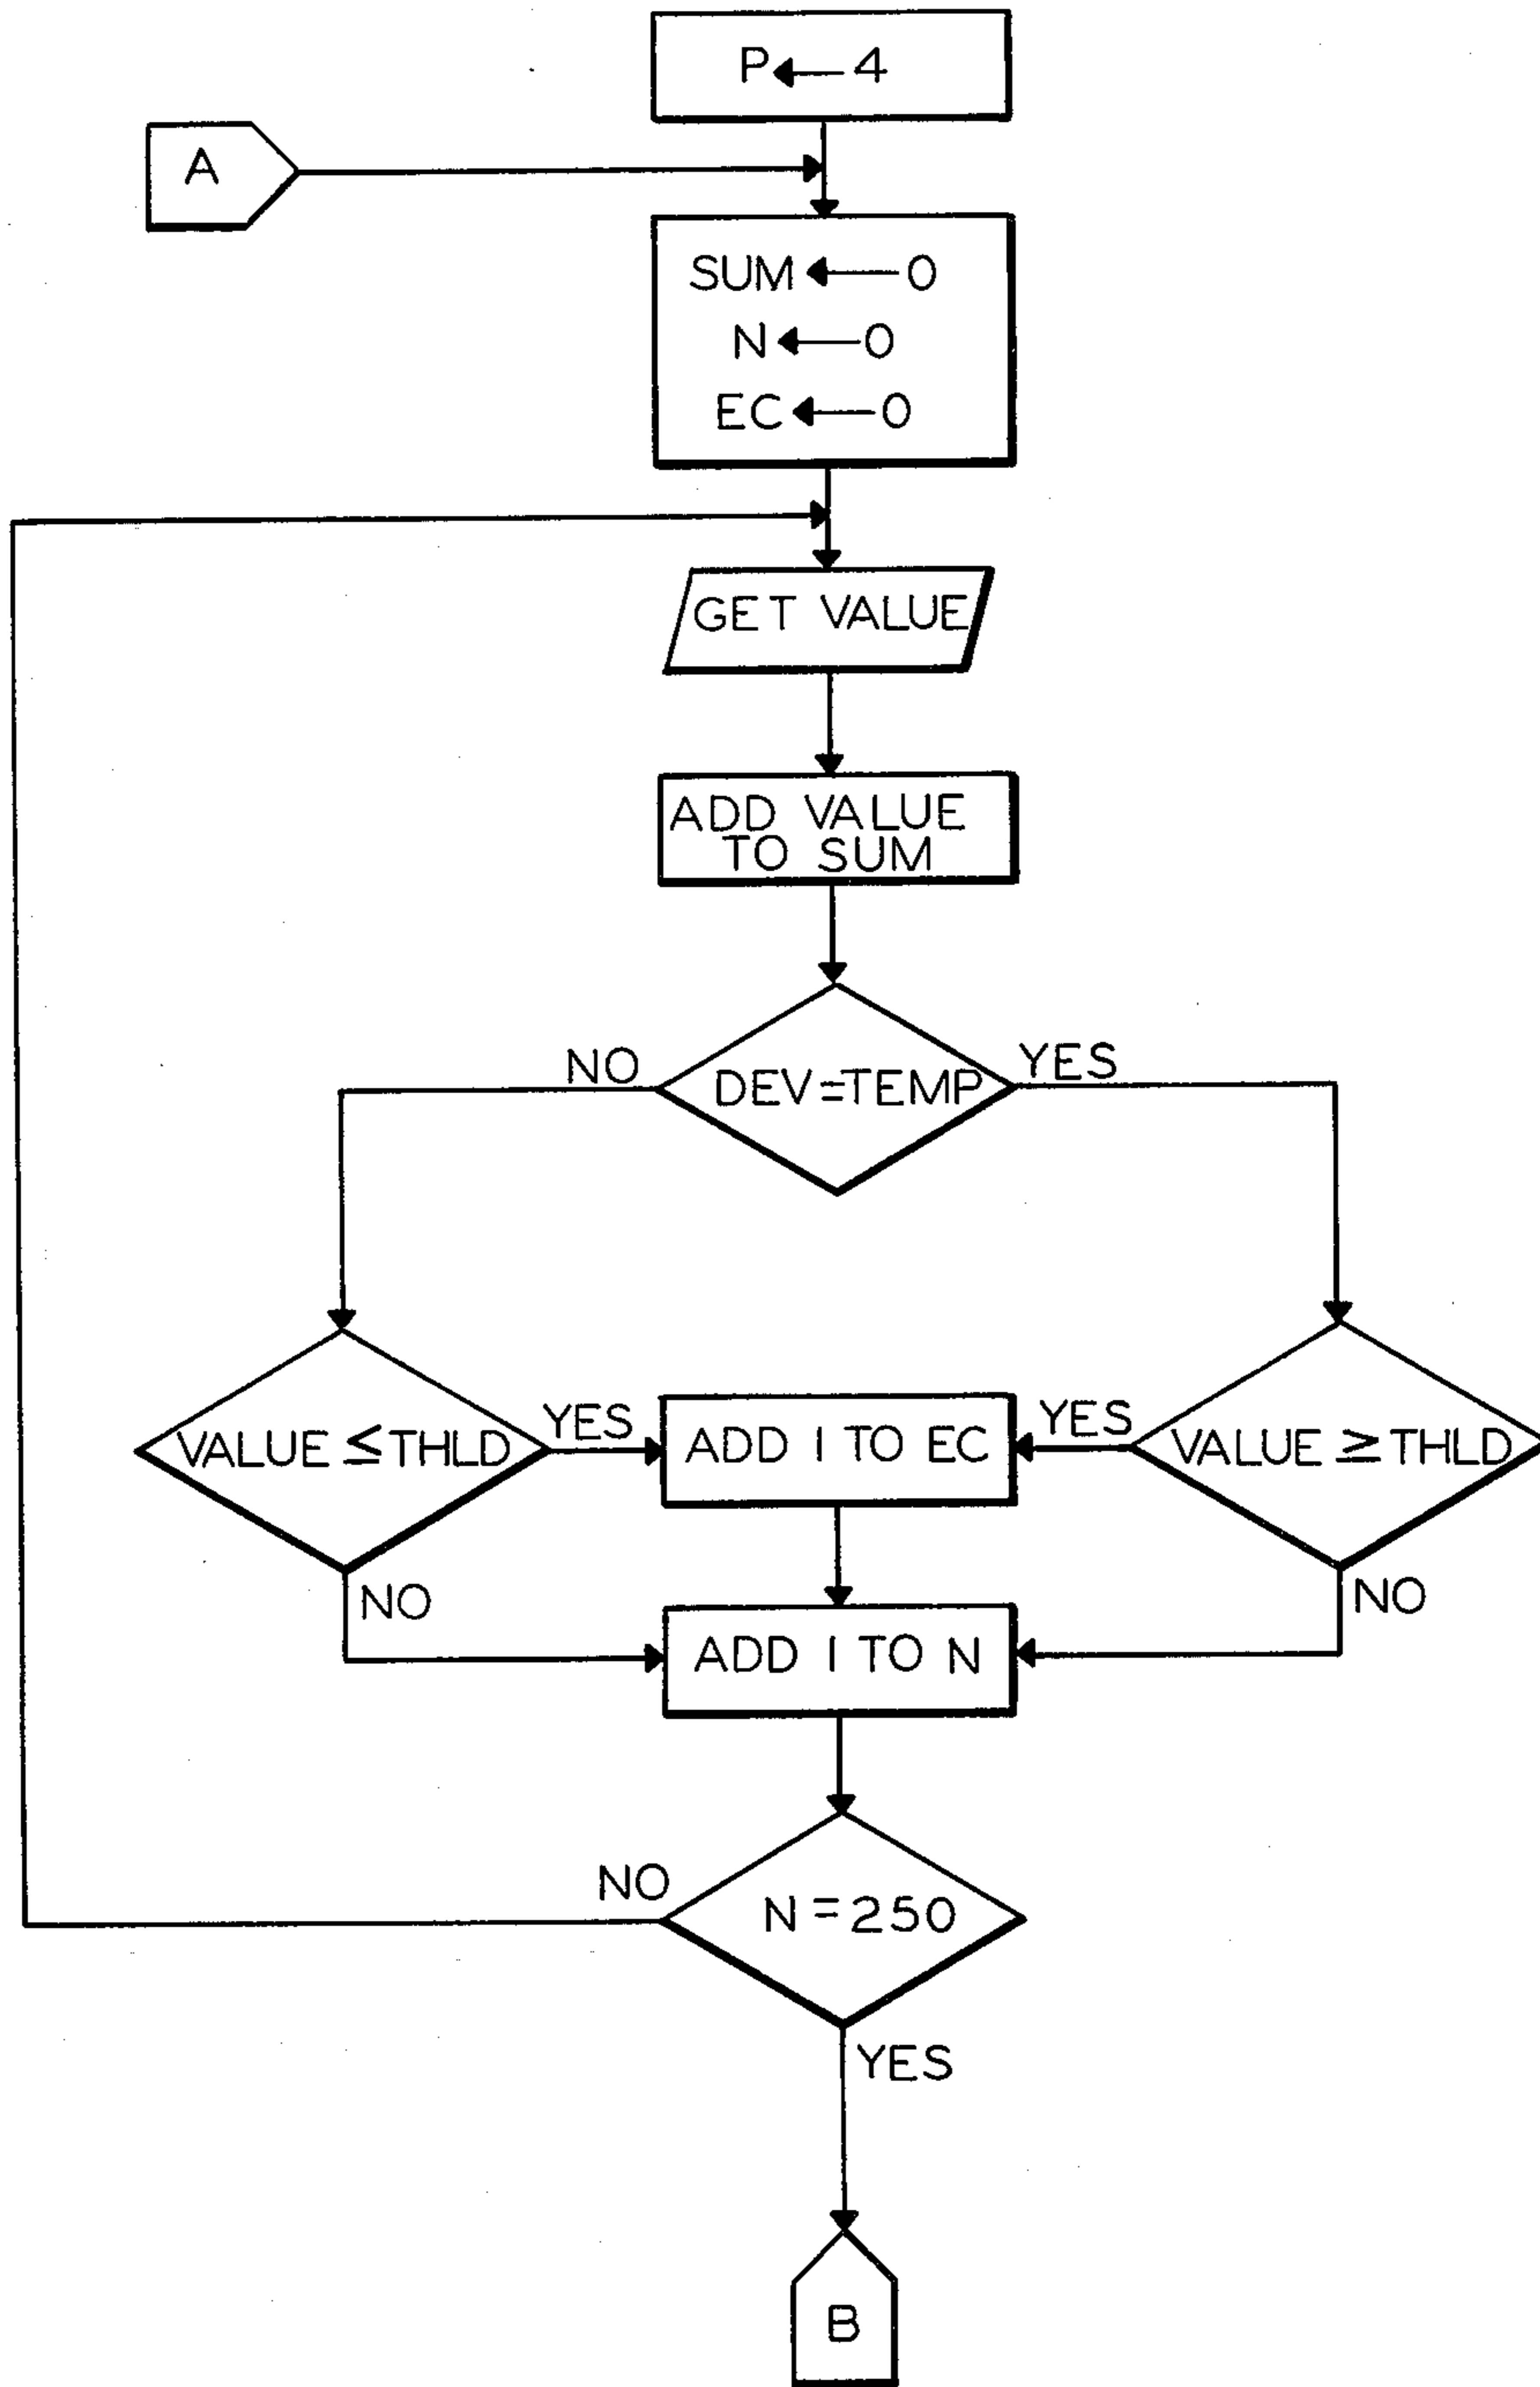 P ← 4
A
SUM ← 0
N ← 0
EC ← 0
GET VALUE
ADD VALUE
TO SUM
NO
DEV=TEMP
YES
VALUE ≤ THLD
YES
ADD 1 TO EC
YES
VALUE ≥ THLD
NO
ADD 1 TO N
NO
NO
N = 250
YES
B